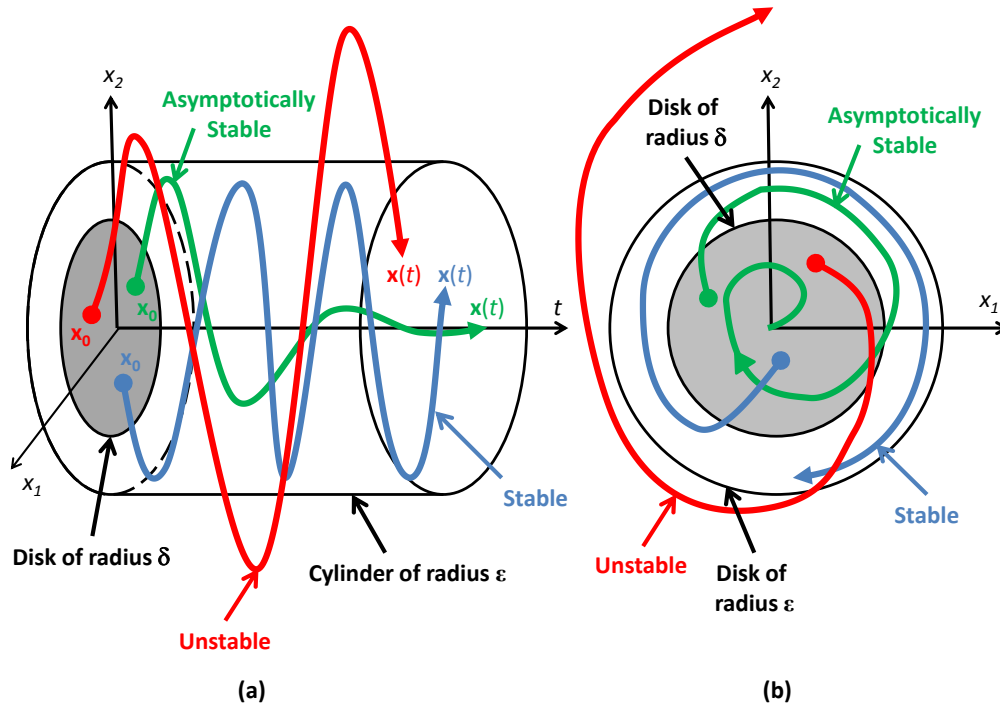 x2
Asymptotically
Stable
x0
x0
x0
x(t)
x(t)
x(t)
t
x1
Disk of radius δ
Cylinder of radius ε
Stable
Unstable
(a)
x2
Disk of
radius δ
Asymptotically
Stable
x1
Stable
Unstable
Disk of
radius ε
(b)